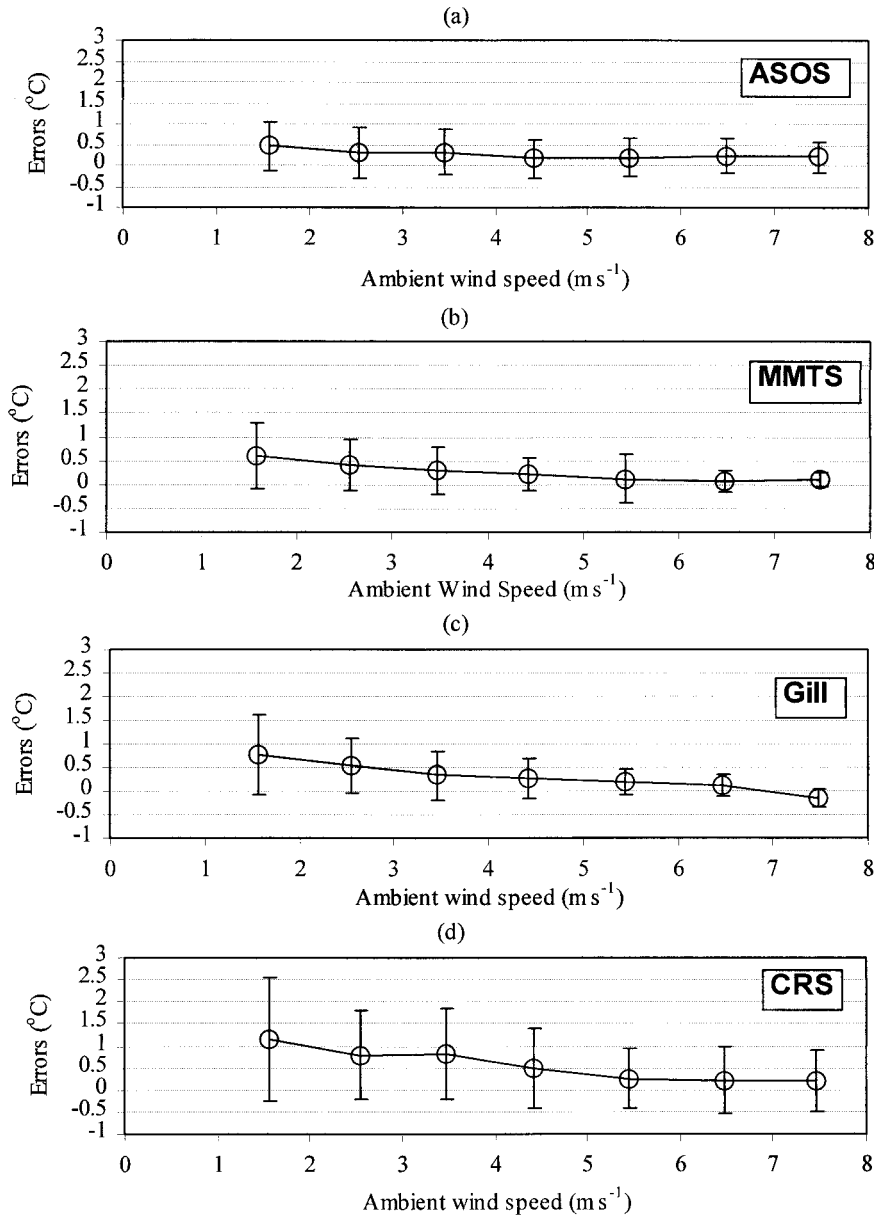 (a)
ASOS
Errors (°C)
3
2.5
2
1.5
1
0.5
0
-0.5
-1
0 1 2 3 4 5 6 7 8
Ambient wind speed (m s⁻¹)
(b)
MMTS
Errors (°C)
3
2.5
2
1.5
1
0.5
0
-0.5
-1
0 1 2 3 4 5 6 7 8
Ambient Wind Speed (m s⁻¹)
(c)
Gill
Errors (°C)
3
2.5
2
1.5
1
0.5
0
-0.5
-1
0 1 2 3 4 5 6 7 8
Ambient wind speed (m s⁻¹)
(d)
CRS
Errors (°C)
3
2.5
2
1.5
1
0.5
0
-0.5
-1
0 1 2 3 4 5 6 7 8
Ambient wind speed (m s⁻¹)